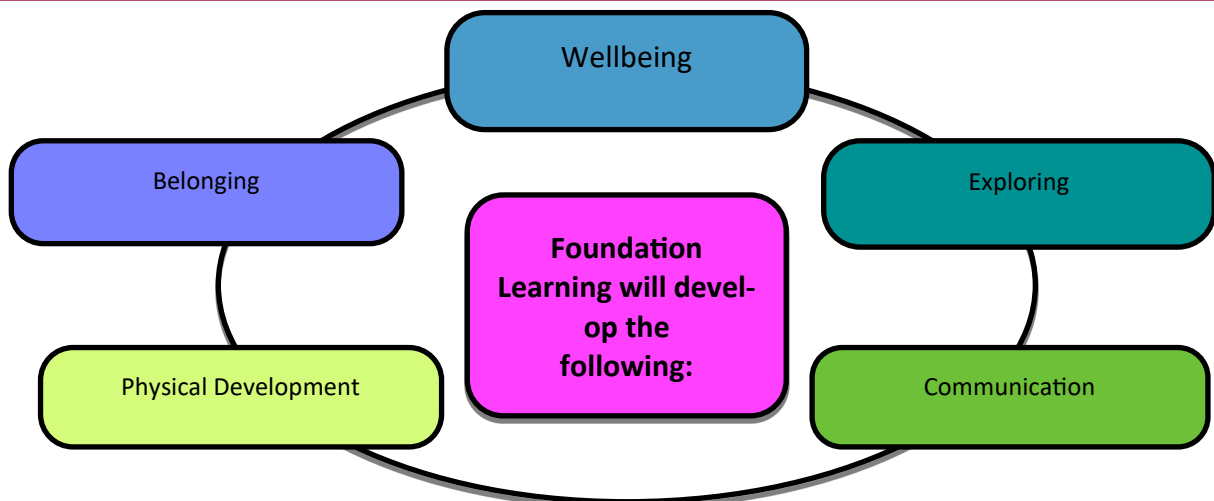 Wellbeing
Belonging
Exploring
Foundation
Learning will devel-
op the
following:
Physical Development
Communication